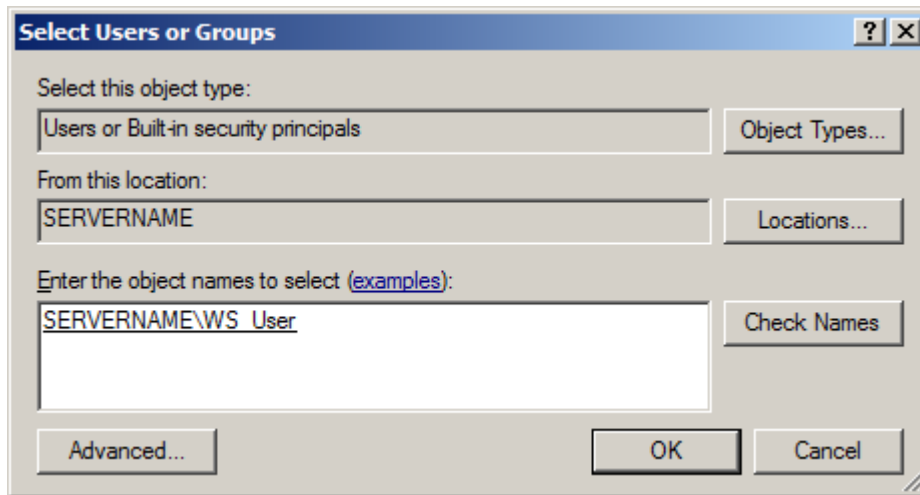 Select Users or Groups
Select this object type:
Users or Built-in security principals
Object Types...
From this location:
SERVERNAME
Locations...
Enter the object names to select (examples):
SERVERNAME\WS_User
Check Names
Advanced...
OK
Cancel